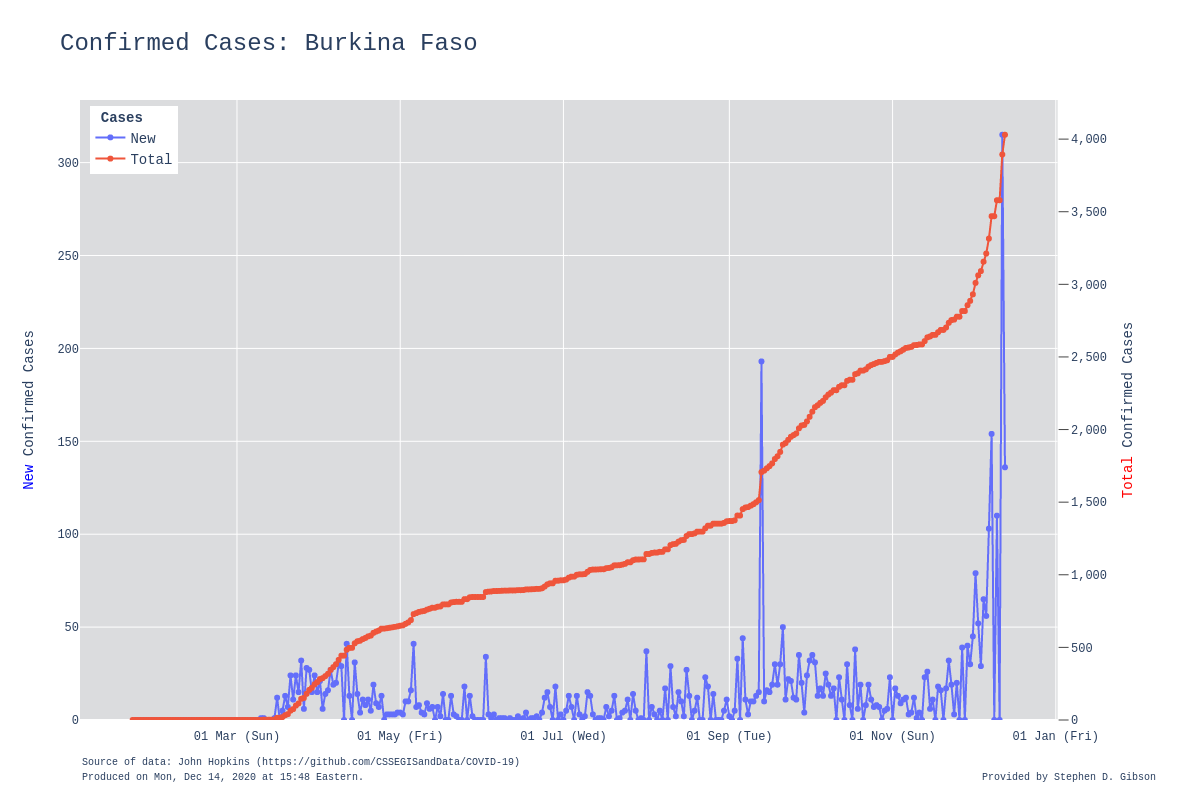 Confirmed Cases: Burkina Faso
Cases
New
Total
300
250
200
150
100
50
0
4,000
3,500
3,000
2,500
2,000
1,500
1,000
500
0
New Confirmed Cases
Total Confirmed Cases
01 Mar (Sun)
01 May (Fri)
01 Jul (Wed)
01 Sep (Tue)
01 Nov (Sun)
01 Jan (Fri)
Source of data: John Hopkins (https://github.com/CSSEGISandData/COVID-19)
Produced on Mon, Dec 14, 2020 at 15:48 Eastern.
Provided by Stephen D. Gibson